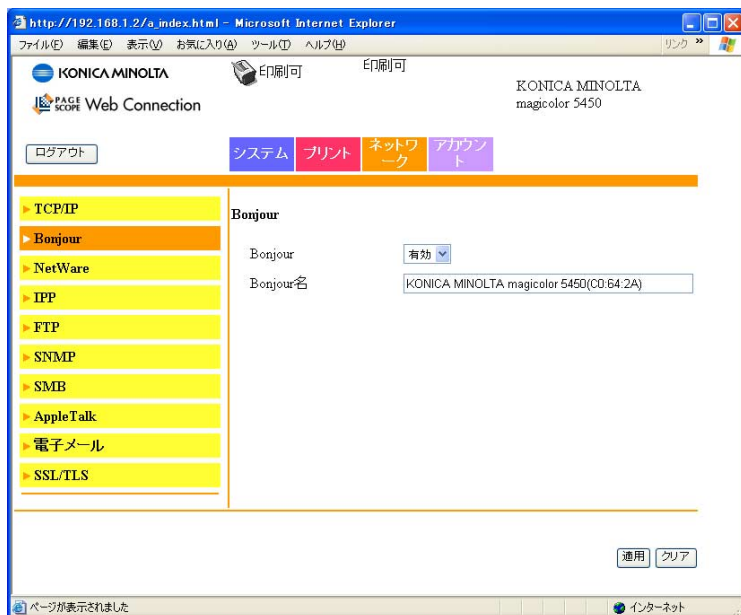 http://192.168.1.2/a_index.html - Microsoft Internet Explorer
ファイル(F) 編集(E) 表示(V) お気に入り(A) ツール(T) ヘルプ(H) リンク »
KONICA MINOLTA
印刷可
印刷可
KONICA MINOLTA
magicolor 5450
PAGE SCOPE Web Connection
ログアウト
システム
プリント
ネットワ
ーク
アカウン
ト
TCP/IP
Bonjour
NetWare
IPP
FTP
SNMP
SMB
AppleTalk
電子メール
SSL/TLS
Bonjour
Bonjour 有効
Bonjour名 KONICA MINOLTA magicolor 5450(C0:64:2A)
適用 クリア
ページが表示されました インターネット